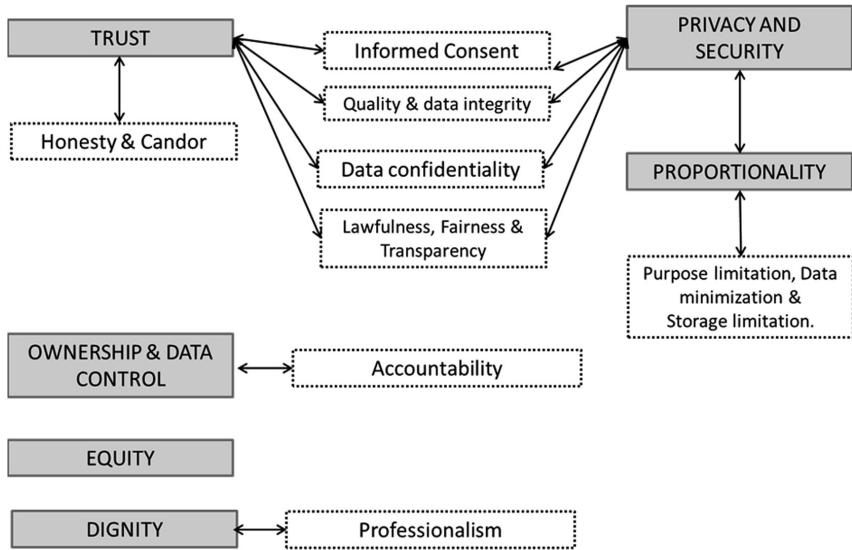 TRUST
Informed Consent
PRIVACY AND
SECURITY
Quality & data integrity
Honesty & Candor
Data confidentiality
PROPORTIONALITY
Lawfulness, Fairness &
Transparency
Purpose limitation, Data
minimization &
Storage limitation.
OWNERSHIP & DATA
CONTROL
Accountability
EQUITY
DIGNITY
Professionalism